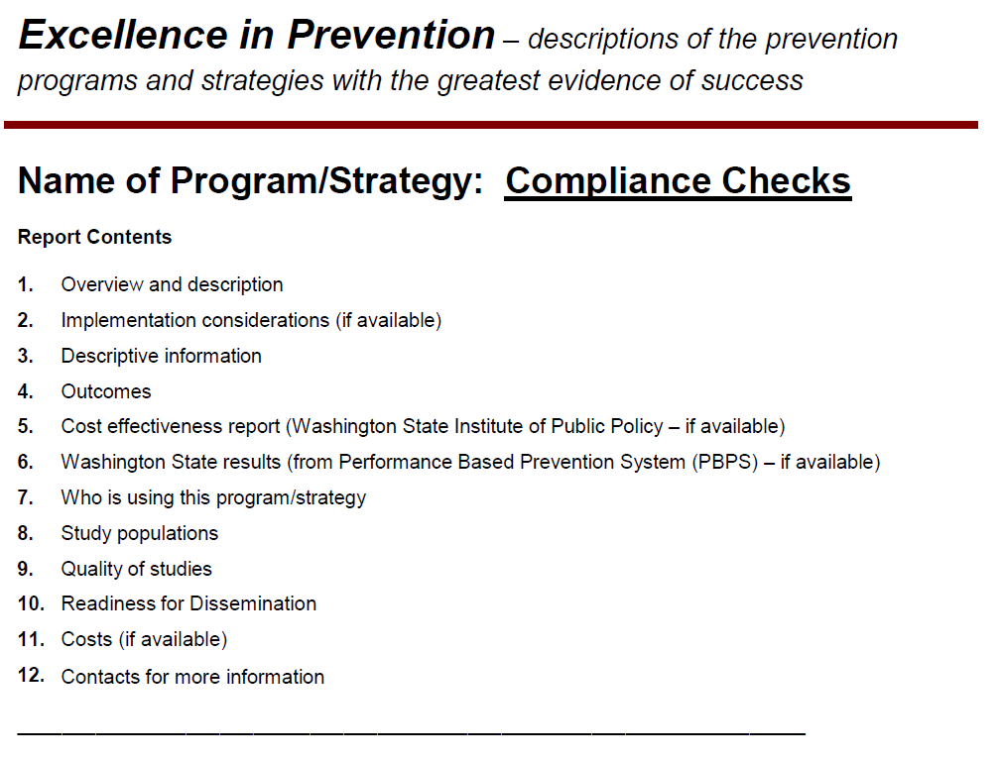 Excellence in Prevention – descriptions of the prevention
programs and strategies with the greatest evidence of success
Name of Program/Strategy: Compliance Checks
Report Contents
1. Overview and description
2. Implementation considerations (if available)
3. Descriptive information
4. Outcomes
5. Cost effectiveness report (Washington State Institute of Public Policy – if available)
6. Washington State results (from Performance Based Prevention System (PBPS) – if available)
7. Who is using this program/strategy
8. Study populations
9. Quality of studies
10. Readiness for Dissemination
11. Costs (if available)
12. Contacts for more information